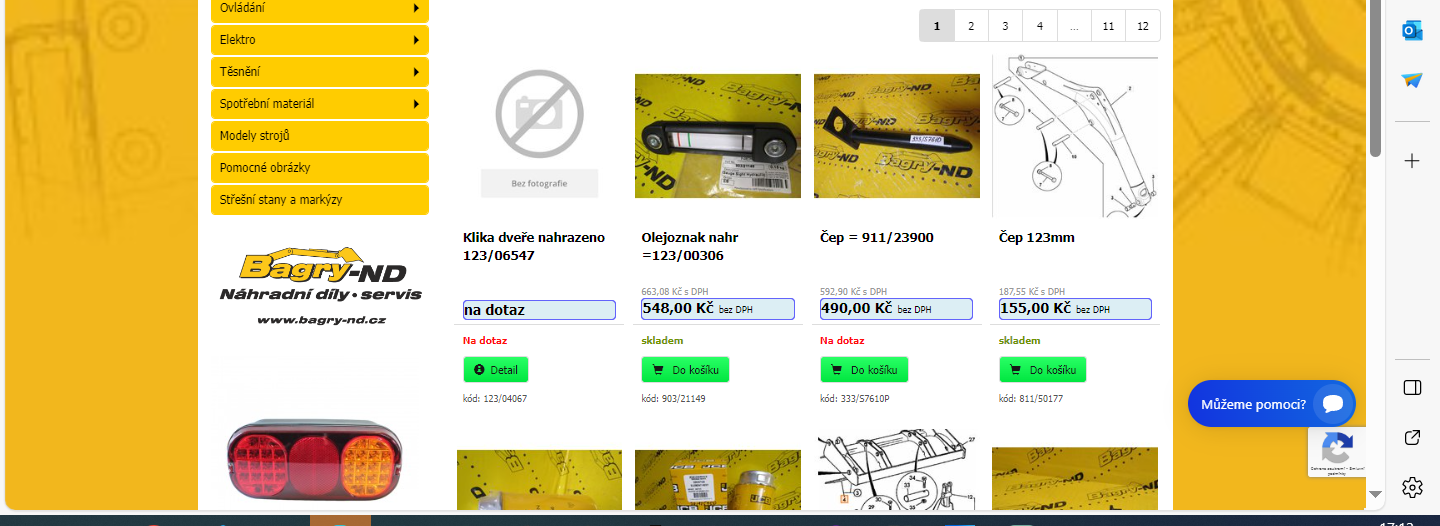 Ovládání
Elektro
Těsnění
Spotřební materiál
Modely strojů
Pomocné obrázky
Střešní stany a markýzy
Bagry-ND
Náhradní díly • servis
www.bagry-nd.cz
1 2 3 4 ... 11 12
Bez fotografie
Klika dveře nahrazeno
123/06547
na dotaz
Na dotaz
Detail
kód: 123/04067
Olejoznak nahr
=123/00306
663,08 Kč s DPH
548,00 Kč bez DPH
skladem
Do košíku
kód: 903/21149
Bagry-ND
333/57610
Čep = 911/23900
592,90 Kč s DPH
490,00 Kč bez DPH
Na dotaz
Do košíku
kód: 333/S7610P
Čep 123mm
187,55 Kč s DPH
155,00 Kč bez DPH
skladem
Do košíku
kód: 811/50177
Můžeme pomoci?